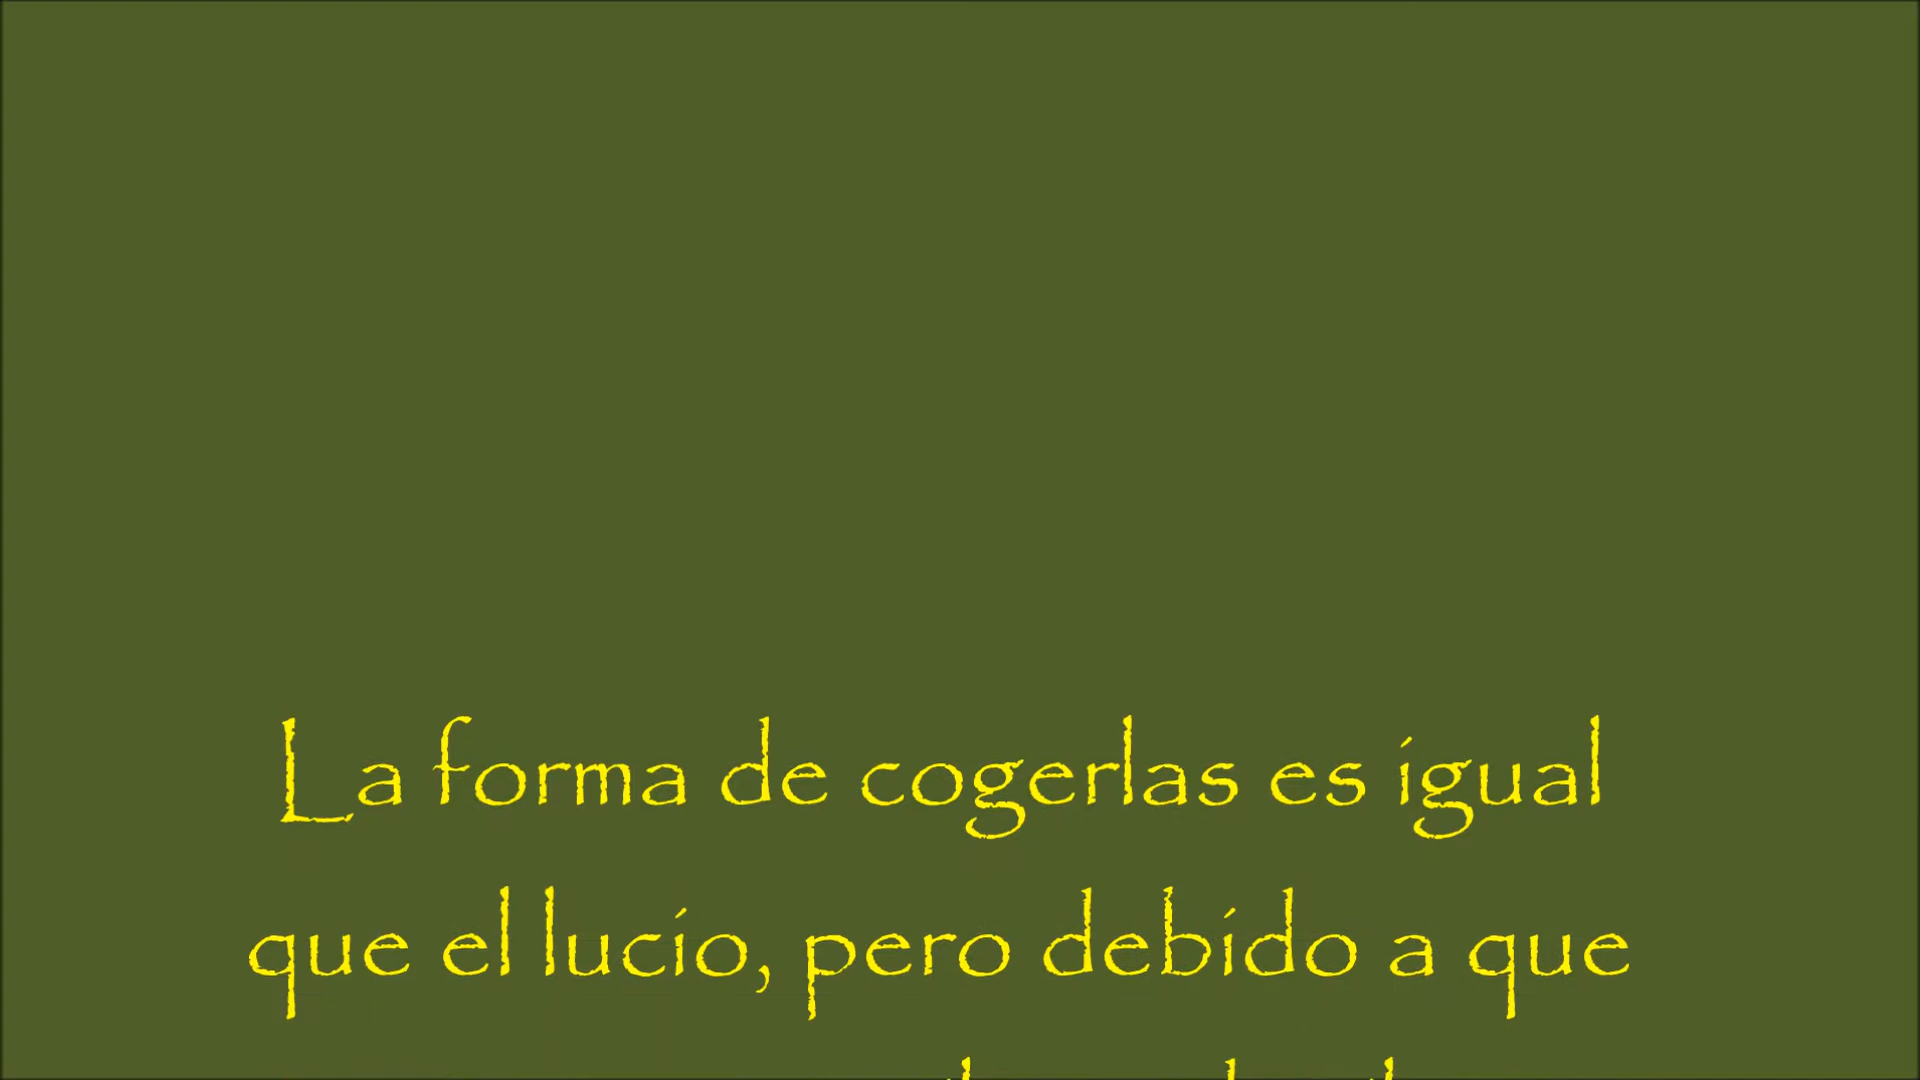 La forma de cogerlas es igual
que el lucio, pero debido a que